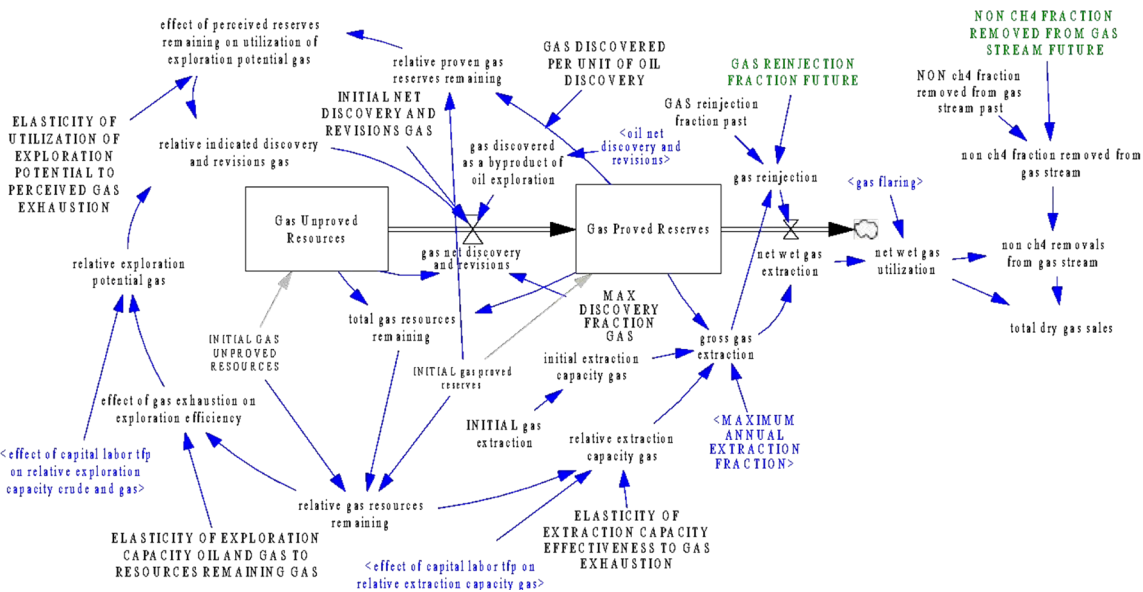 effect of perceived reserves
remaining on utilization of
exploration potential gas
relative proven gas
reserves remaining
GAS DISCOVERED
PER UNIT OF OIL
DISCOVERY
GAS REINJECTION
FRACTION FUTURE
NON CH4 FRACTION
REMOVED FROM GAS
STREAM FUTURE
NON ch4 fraction
removed from gas
stream past
INITIAL NET
DISCOVERY AND
REVISIONS GAS
GAS reinjection
fraction past
ELASTICITY OF
UTILIZATION OF
EXPLORATION
POTENTIAL TO
PERCEIVED GAS
EXHAUSTION
relative indicated discovery
and revisions gas
gas discovered
as a byproduct of
oil exploration
<oil net
discovery and
revisions>
gas reinjection
<gas flaring>
non ch4 fraction removed from
gas stream
Gas Unproved
Resources
Gas Proved Reserves
gas net discovery
and revisions
net wet gas
extraction
net wet gas
utilization
non ch4 removals
from gas stream
relative exploration
potential gas
total gas resources
remaining
MAX
DISCOVERY
FRACTION
GAS
total dry gas sales
INITIAL GAS
UNPROVED
RESOURCES
INITIAL gas proved
reserves
initial extraction
capacity gas
gross gas
extraction
effect of gas exhaustion on
exploration efficiency
INITIAL gas
extraction
relative extraction
capacity gas
<MAXIMUM
ANNUAL
EXTRACTION
FRACTION>
<effect of capital labor tfp
on relative exploration
capacity crude and gas>
relative gas resources
remaining
ELASTICITY OF EXPLORATION
CAPACITY OIL AND GAS TO
RESOURCES REMAINING GAS
<effect of capital labor tfp on
relative extraction capacity gas>
ELASTICITY OF
EXTRACTION CAPACITY
EFFECTIVENESS TO GAS
EXHAUSTION